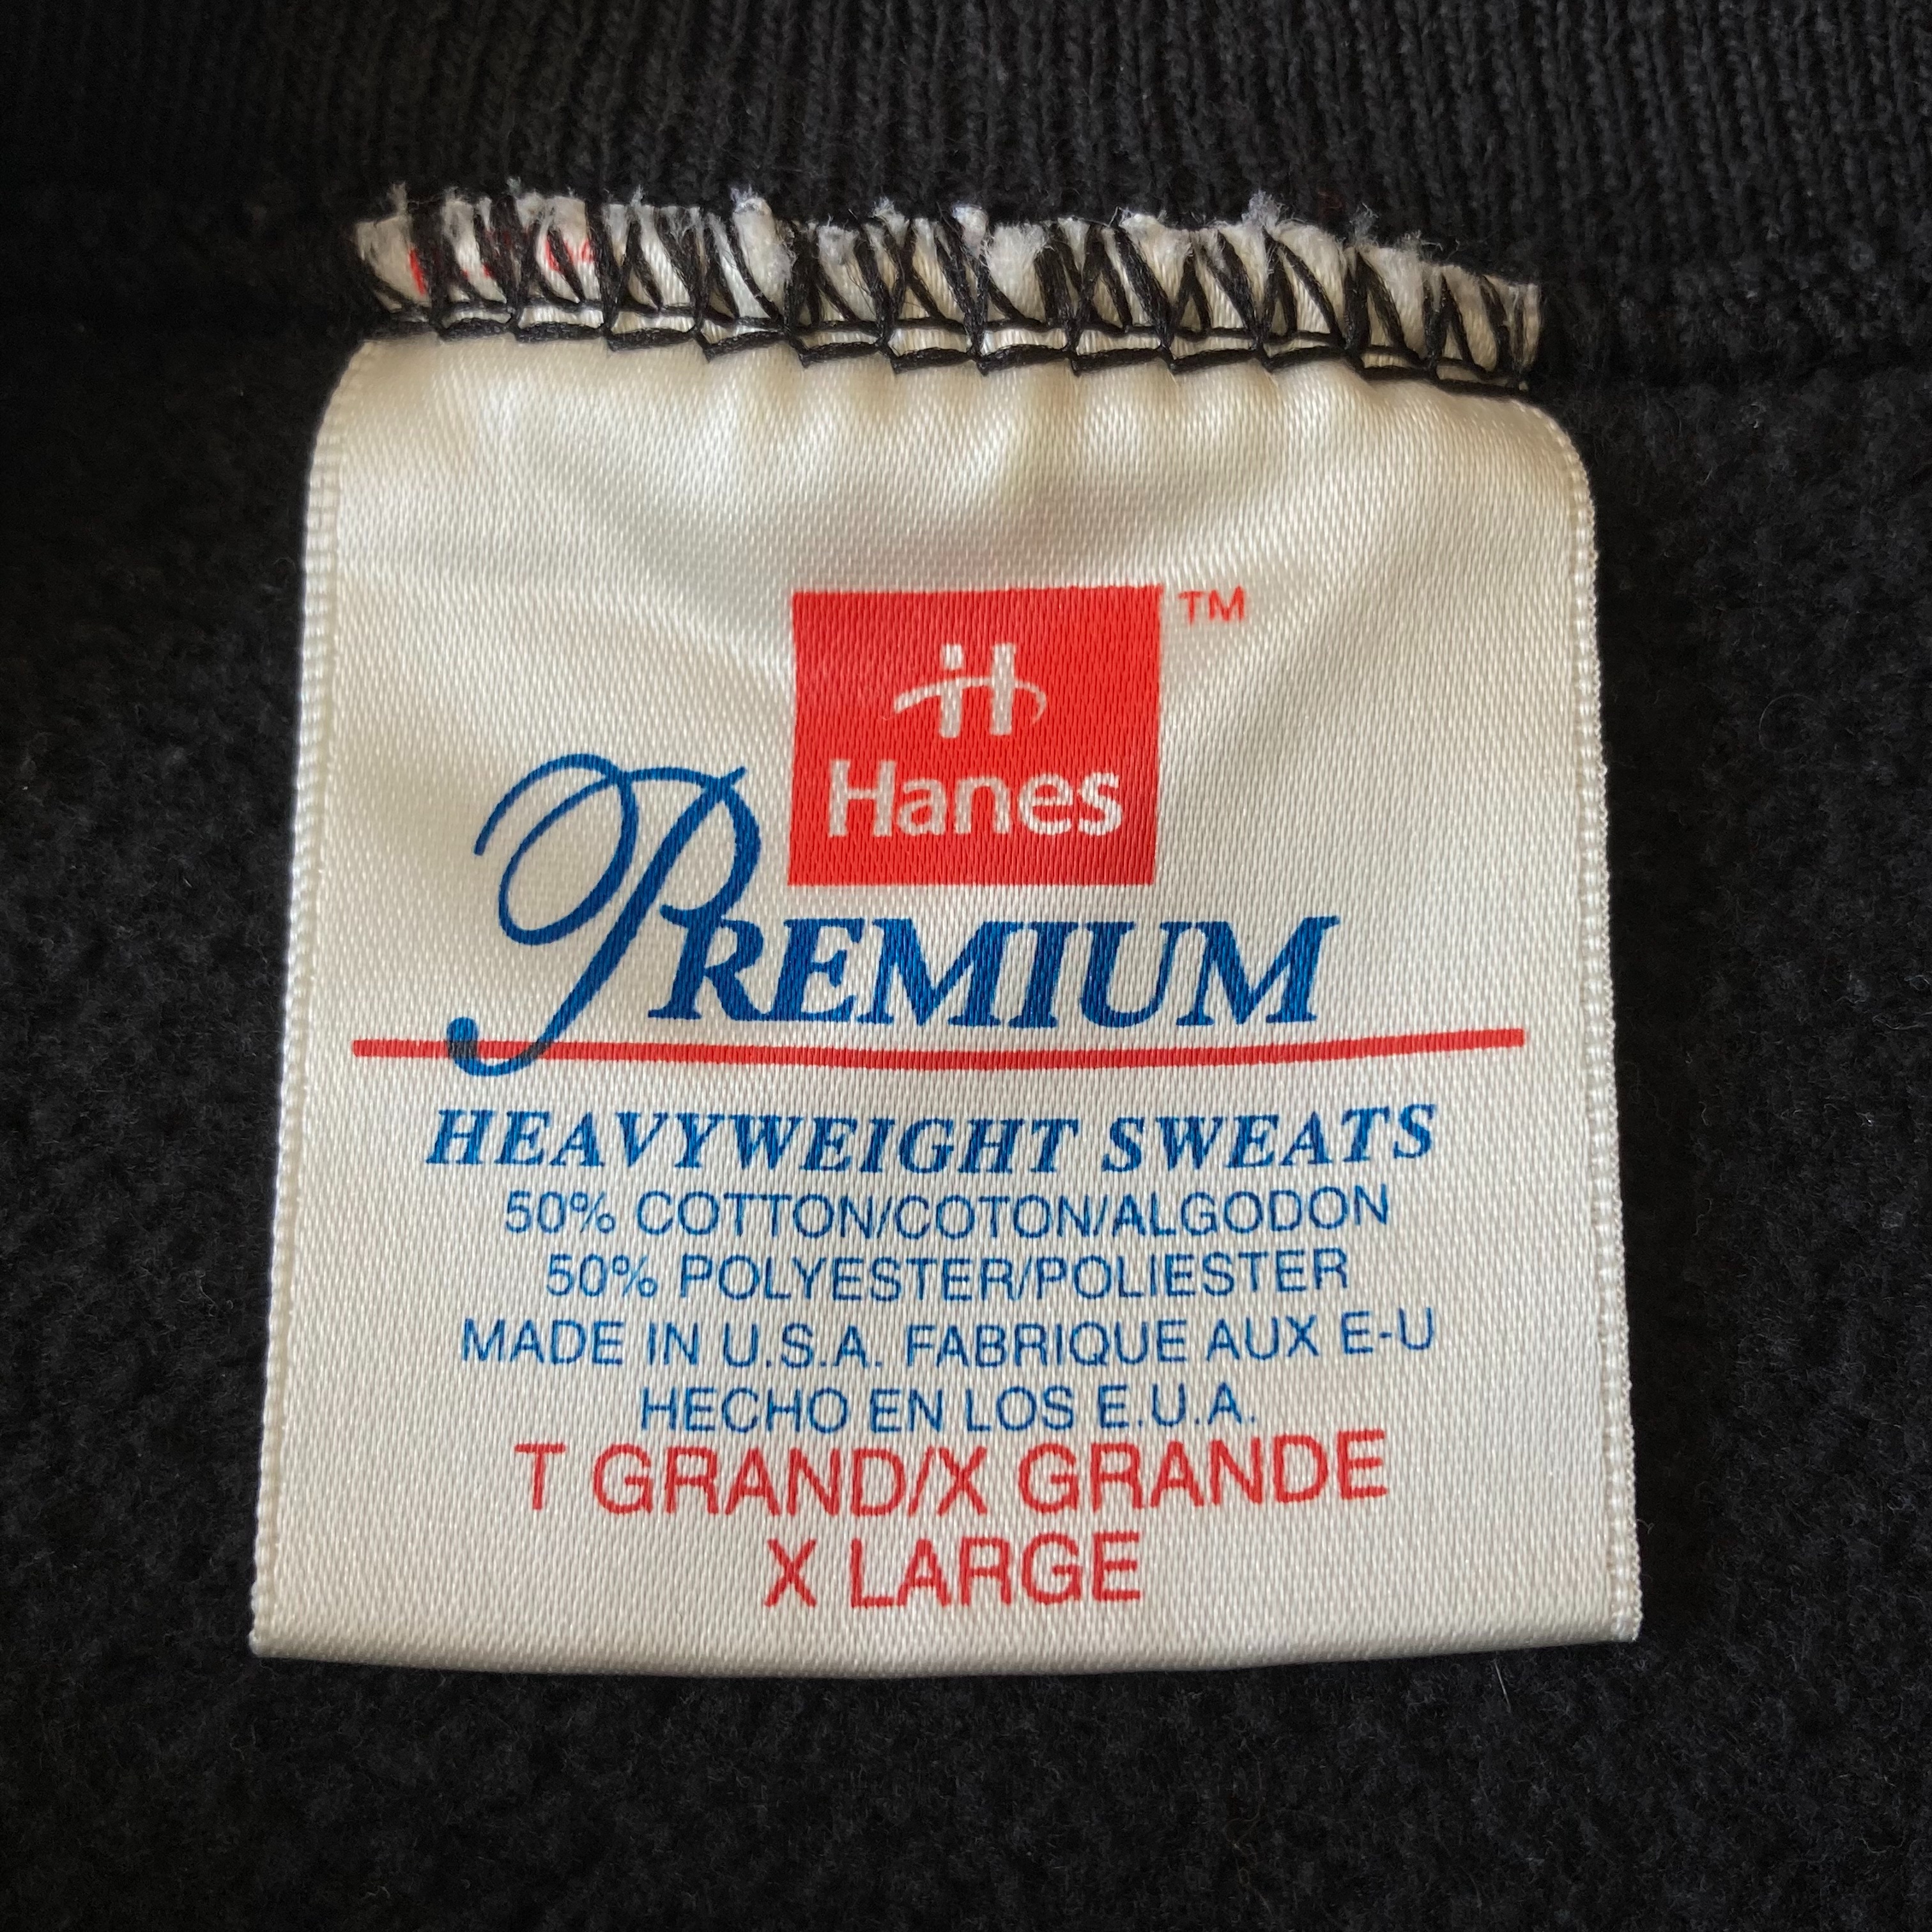 TM
Hanes
PREMIUM
HEAVYWEIGHT SWEATS
50% COTTON/COTON/ALGODON
50% POLYESTER/POLIESTER
MADE IN U.S.A. FABRIQUE AUX E-U
HECHO EN LOS E.U.A.
T GRAND/X GRANDE
X LARGE